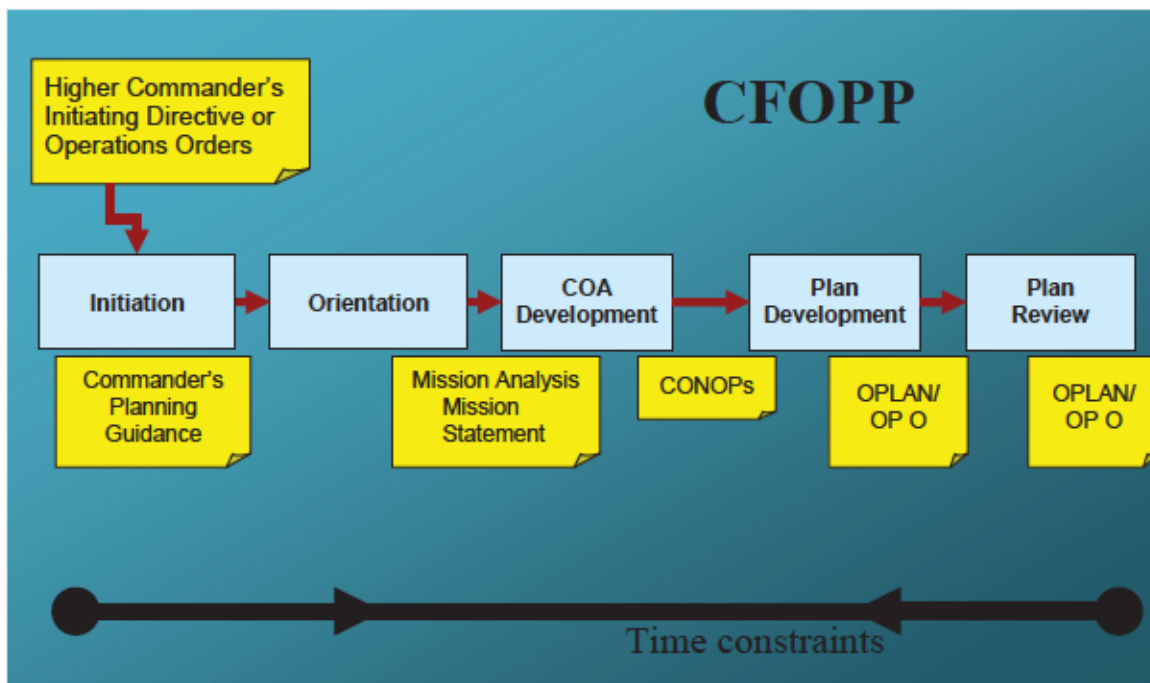 Higher Commander's
Initiating Directive or
Operations Orders
CFOPP
Initiation
Orientation
COA
Development
Plan
Development
Plan
Review
Commander's
Planning
Guidance
Mission Analysis
Mission
Statement
CONOPs
OPLAN/
OP O
OPLAN/
OP O
Time constraints